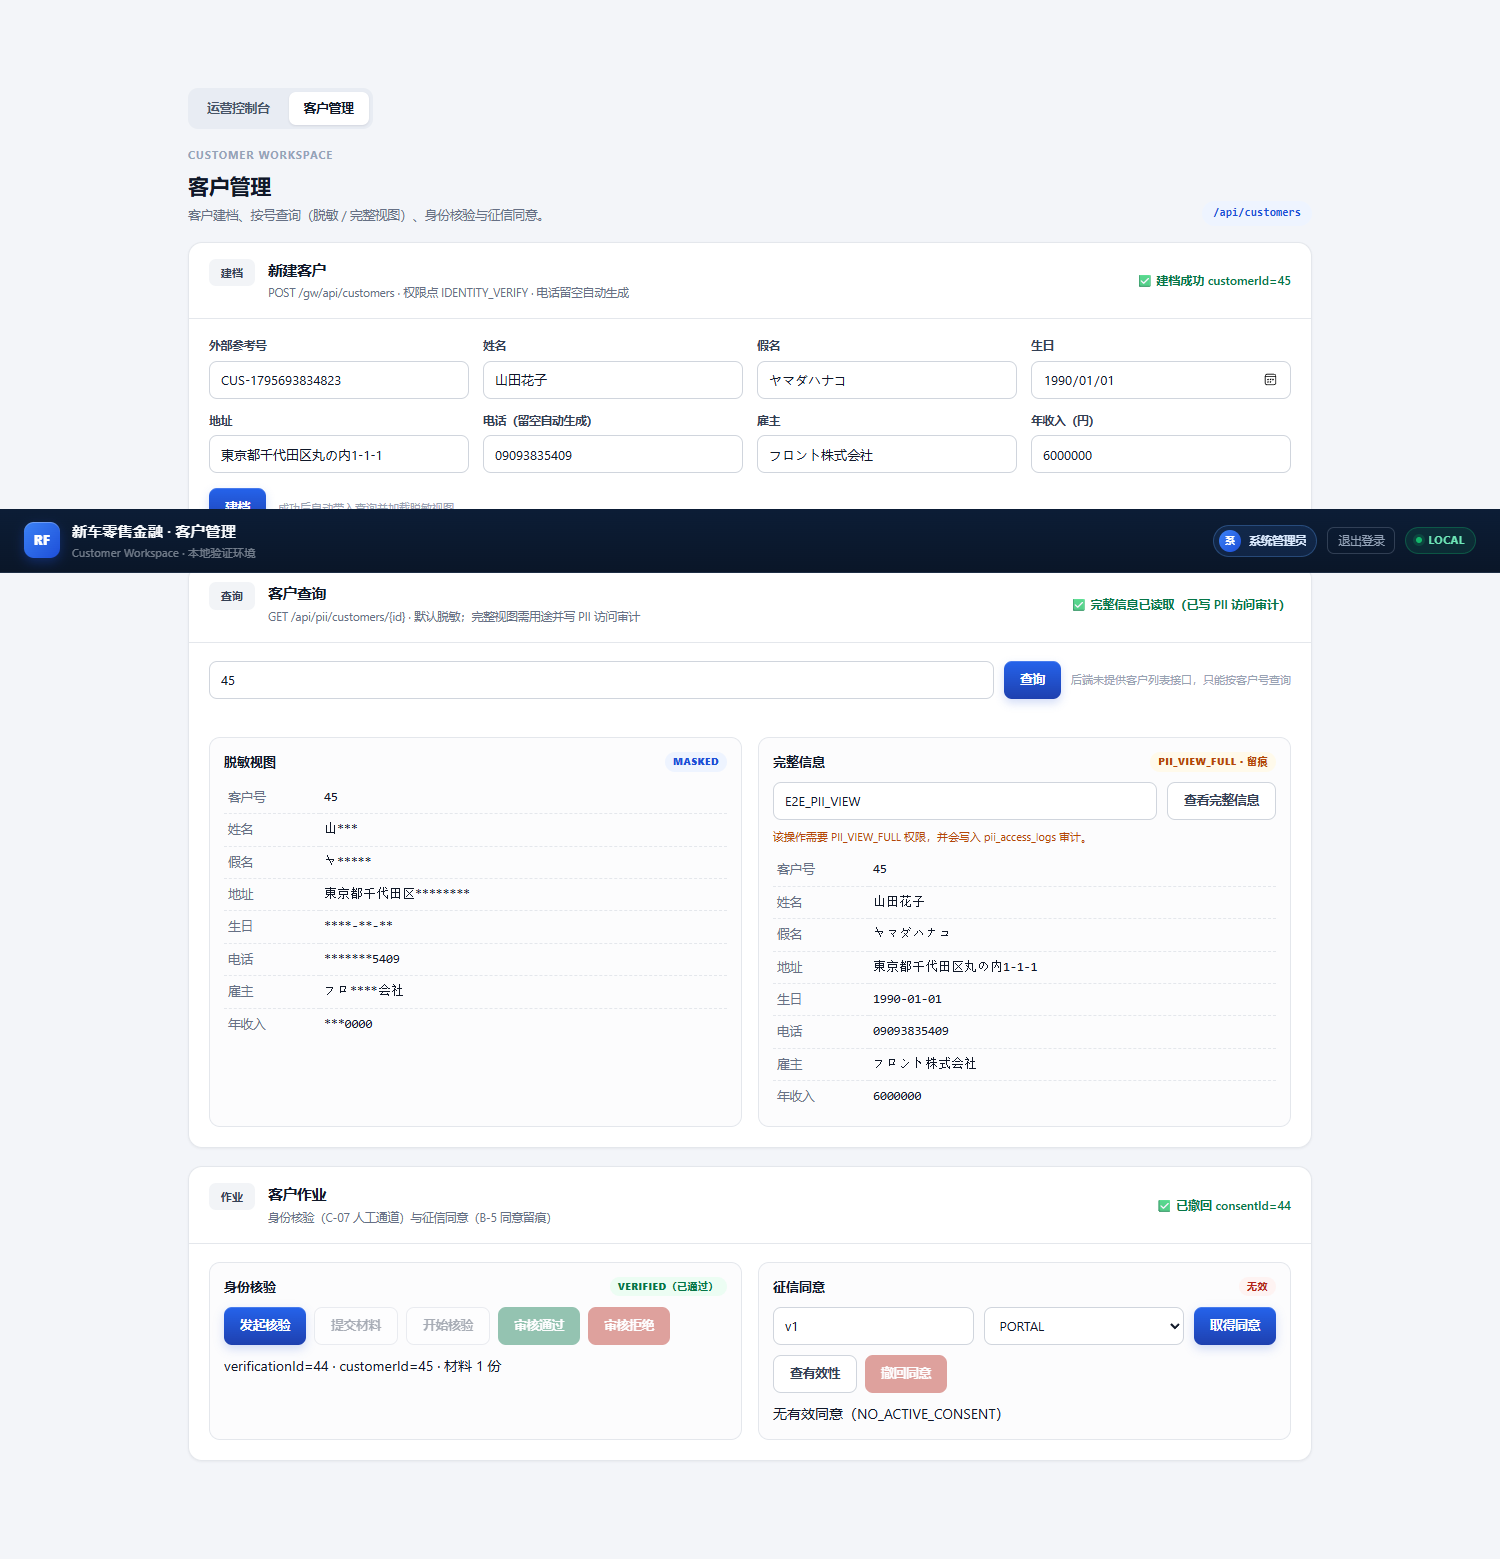 运营控制台
客户管理
CUSTOMER WORKSPACE
客户管理
客户建档、按号查询（脱敏 / 完整视图）、身份核验与征信同意。
/api/customers
建档
新建客户
POST /gw/api/customers · 权限点 IDENTITY_VERIFY · 电话留空自动生成
✅ 建档成功 customerId=45
外部参考号
姓名
假名
生日
CUS-1795693834823
山田花子
ヤマダハナコ
1990/01/01
地址
电话（留空自动生成）
雇主
年收入（円）
東京都千代田区丸の内1-1-1
09093835409
フロント株式会社
6000000
建档
成功后自动带入查询并加载脱敏视图
RF
新车零售金融 · 客户管理
Customer Workspace · 本地验证环境
系
系统管理员
退出登录
LOCAL
查询
客户查询
GET /api/pii/customers/{id} · 默认脱敏；完整视图需用途并写 PII 访问审计
✅ 完整信息已读取（已写 PII 访问审计）
45
查询
后端未提供客户列表接口，只能按客户号查询
脱敏视图
MASKED
客户号 45
姓名 山***
假名 ヤ*****
地址 東京都千代田区********
生日 ****-**-**
电话 *******5409
雇主 フロ****会社
年收入 ***0000
完整信息
PII_VIEW_FULL · 留痕
E2E_PII_VIEW
查看完整信息
该操作需要 PII_VIEW_FULL 权限，并会写入 pii_access_logs 审计。
客户号 45
姓名 山田花子
假名 ヤマダハナコ
地址 東京都千代田区丸の内1-1-1
生日 1990-01-01
电话 09093835409
雇主 フロント株式会社
年收入 6000000
作业
客户作业
身份核验（C-07 人工通道）与征信同意（B-5 同意留痕）
✅ 已撤回 consentId=44
身份核验
VERIFIED（已通过）
发起核验
提交材料
开始核验
审核通过
审核拒绝
verificationId=44 · customerId=45 · 材料 1 份
征信同意
无效
v1
PORTAL
取得同意
查有效性
撤回同意
无有效同意（NO_ACTIVE_CONSENT）